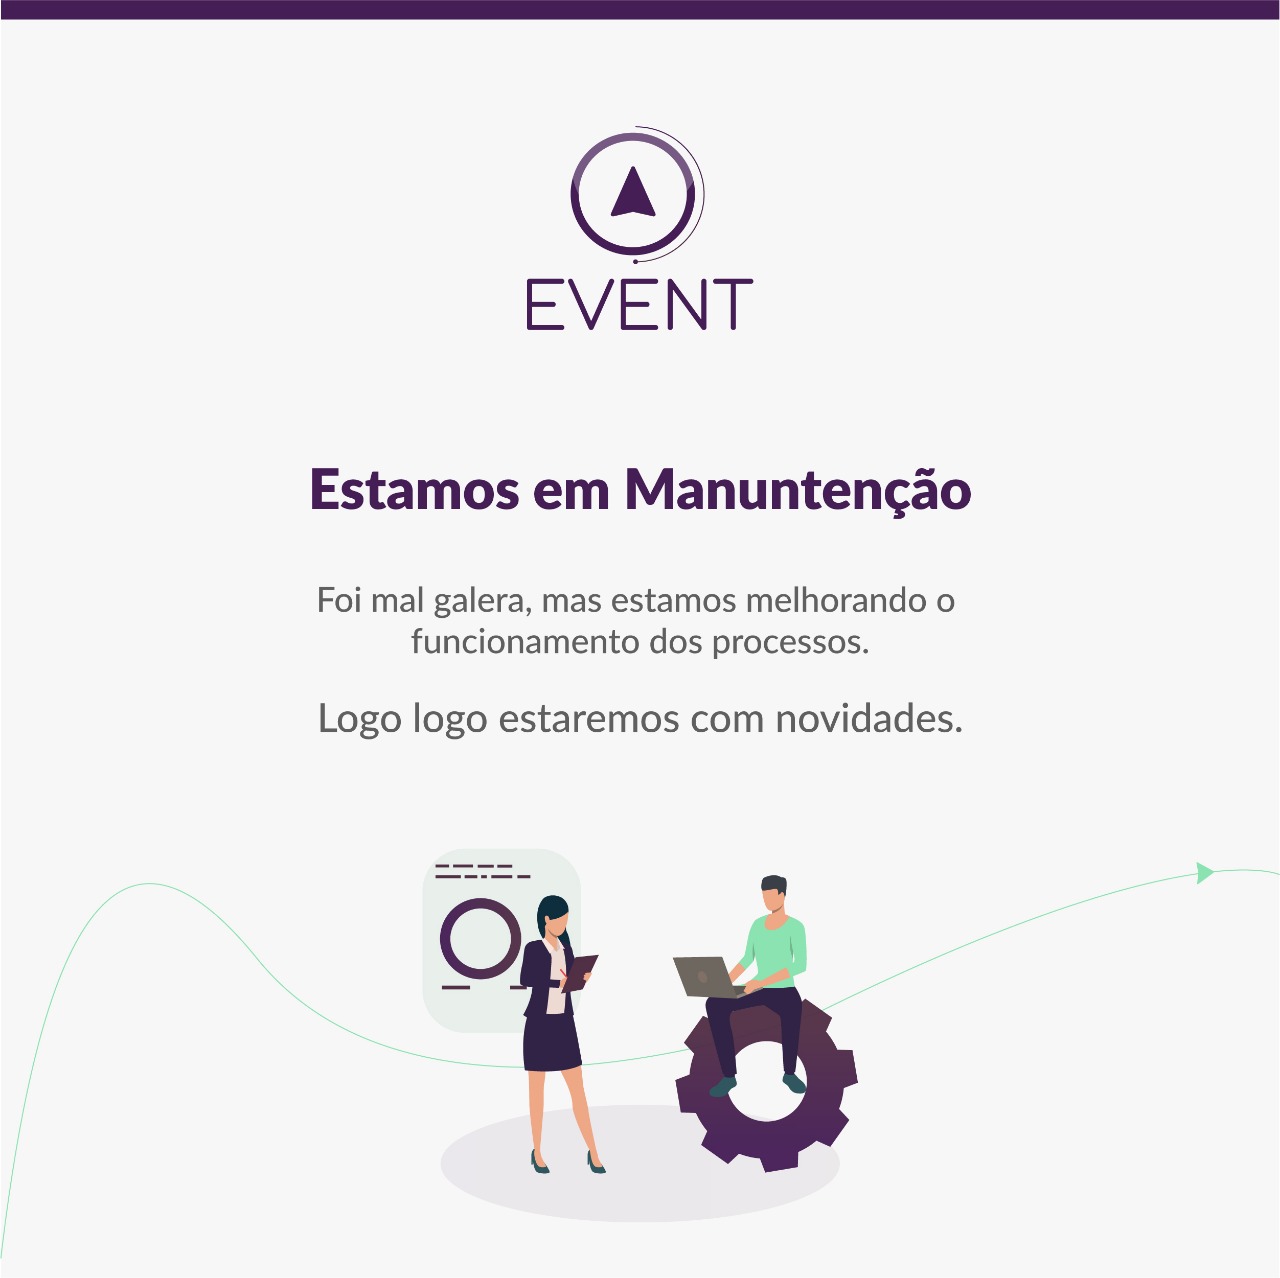 EVENT
Estamos em Manuntenção
Foi mal galera, mas estamos melhorando o
funcionamento dos processos.
Logo logo estaremos com novidades.